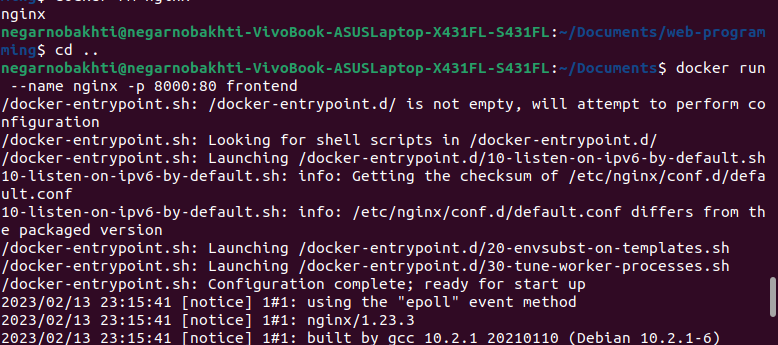 nginx
negarnobakhti@negarnobakhti-VivoBook-ASUSLaptop-X431FL-S431FL:~/Documents/web-program
ming$ cd ..
negarnobakhti@negarnobakhti-VivoBook-ASUSLaptop-X431FL-S431FL:~/Documents$ docker run
 --name nginx -p 8000:80 frontend
/docker-entrypoint.sh: /docker-entrypoint.d/ is not empty, will attempt to perform co
nfiguration
/docker-entrypoint.sh: Looking for shell scripts in /docker-entrypoint.d/
/docker-entrypoint.sh: Launching /docker-entrypoint.d/10-listen-on-ipv6-by-default.sh
10-listen-on-ipv6-by-default.sh: info: Getting the checksum of /etc/nginx/conf.d/defa
ult.conf
10-listen-on-ipv6-by-default.sh: info: /etc/nginx/conf.d/default.conf differs from th
e packaged version
/docker-entrypoint.sh: Launching /docker-entrypoint.d/20-envsubst-on-templates.sh
/docker-entrypoint.sh: Launching /docker-entrypoint.d/30-tune-worker-processes.sh
/docker-entrypoint.sh: Configuration complete; ready for start up
2023/02/13 23:15:41 [notice] 1#1: using the "epoll" event method
2023/02/13 23:15:41 [notice] 1#1: nginx/1.23.3
2023/02/13 23:15:41 [notice] 1#1: built by gcc 10.2.1 20210110 (Debian 10.2.1-6)